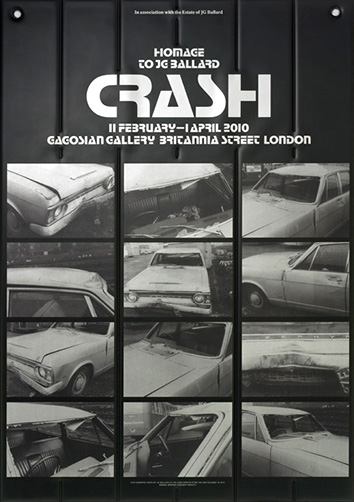 In association with the Estate of JG Ballard
HOMAGE
TO JG BALLARD
CRASH
11 FEBRUARY–1 APRIL 2010
GAGOSIAN GALLERY BRITANNIA STREET LONDON